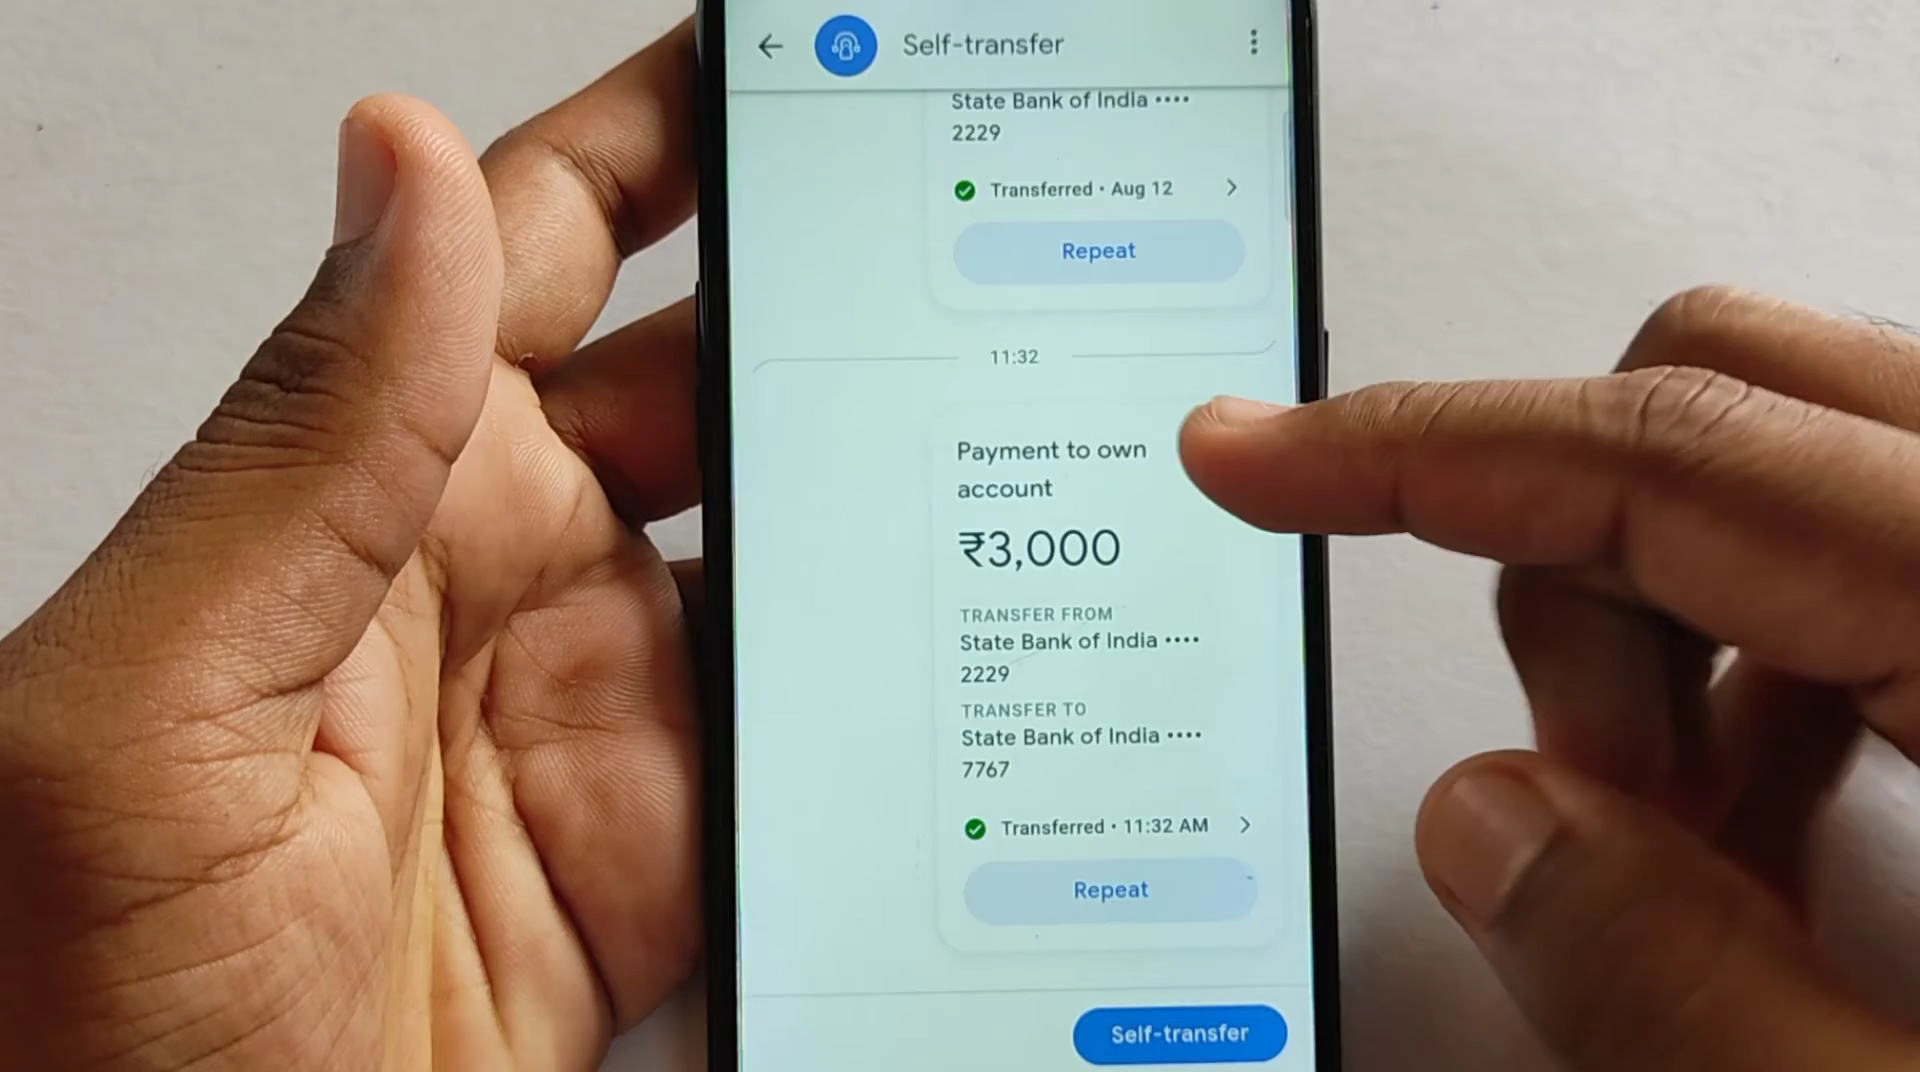 Self-transfer
State Bank of India ••••
2229
Transferred • Aug 12
Repeat
11:32
Payment to own
account
₹3,000
TRANSFER FROM
State Bank of India ••••
2229
TRANSFER TO
State Bank of India ••••
7767
Transferred • 11:32 AM
Repeat
Self-transfer